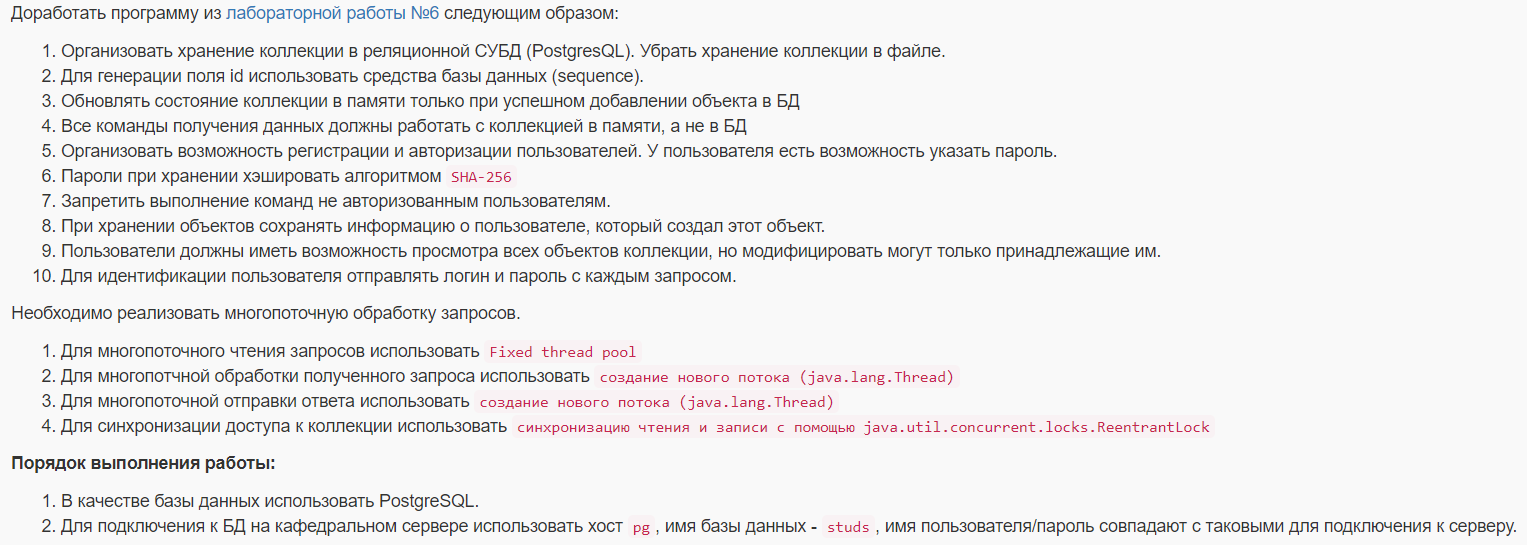 Доработать программу из лабораторной работы №6 следующим образом:
1. Организовать хранение коллекции в реляционной СУБД (PostgresQL). Убрать хранение коллекции в файле.
2. Для генерации поля id использовать средства базы данных (sequence).
3. Обновлять состояние коллекции в памяти только при успешном добавлении объекта в БД
4. Все команды получения данных должны работать с коллекцией в памяти, а не в БД
5. Организовать возможность регистрации и авторизации пользователей. У пользователя есть возможность указать пароль.
6. Пароли при хранении хэшировать алгоритмом SHA-256
7. Запретить выполнение команд не авторизованным пользователям.
8. При хранении объектов сохранять информацию о пользователе, который создал этот объект.
9. Пользователи должны иметь возможность просмотра всех объектов коллекции, но модифицировать могут только принадлежащие им.
10. Для идентификации пользователя отправлять логин и пароль с каждым запросом.
Необходимо реализовать многопоточную обработку запросов.
1. Для многопоточного чтения запросов использовать Fixed thread pool
2. Для многопотчной обработки полученного запроса использовать создание нового потока (java.lang.Thread)
3. Для многопоточной отправки ответа использовать создание нового потока (java.lang.Thread)
4. Для синхронизации доступа к коллекции использовать синхронизацию чтения и записи с помощью java.util.concurrent.locks.ReentrantLock
Порядок выполнения работы:
1. В качестве базы данных использовать PostgreSQL.
2. Для подключения к БД на кафедральном сервере использовать хост pg, имя базы данных - studs, имя пользователя/пароль совпадают с таковыми для подключения к серверу.